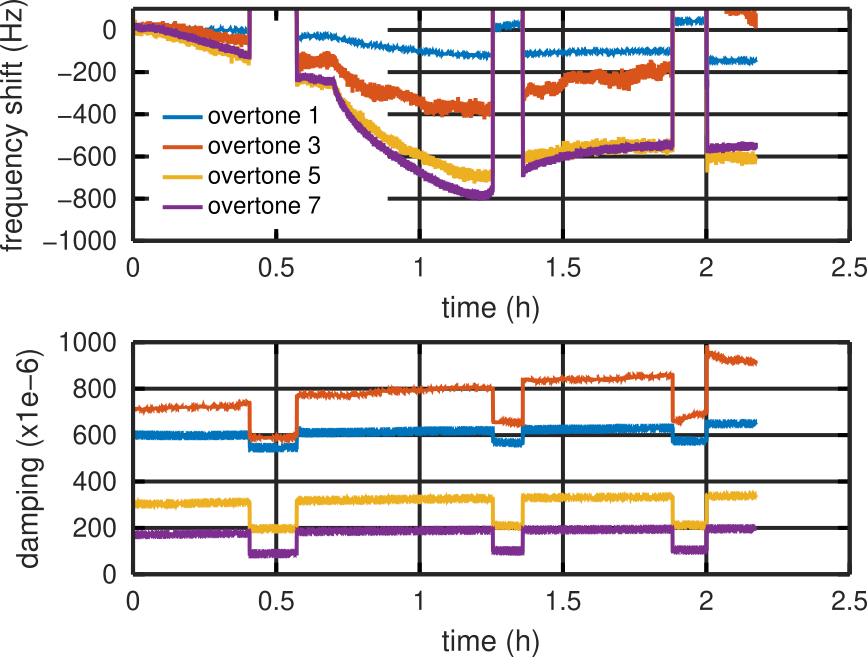 frequency shift (Hz)
0
−200
−400
−600
−800
−1000
overtone 1
overtone 3
overtone 5
overtone 7
0 0.5 1 1.5 2 2.5
time (h)
damping (x1e−6)
1000
800
600
400
200
0
0 0.5 1 1.5 2 2.5
time (h)